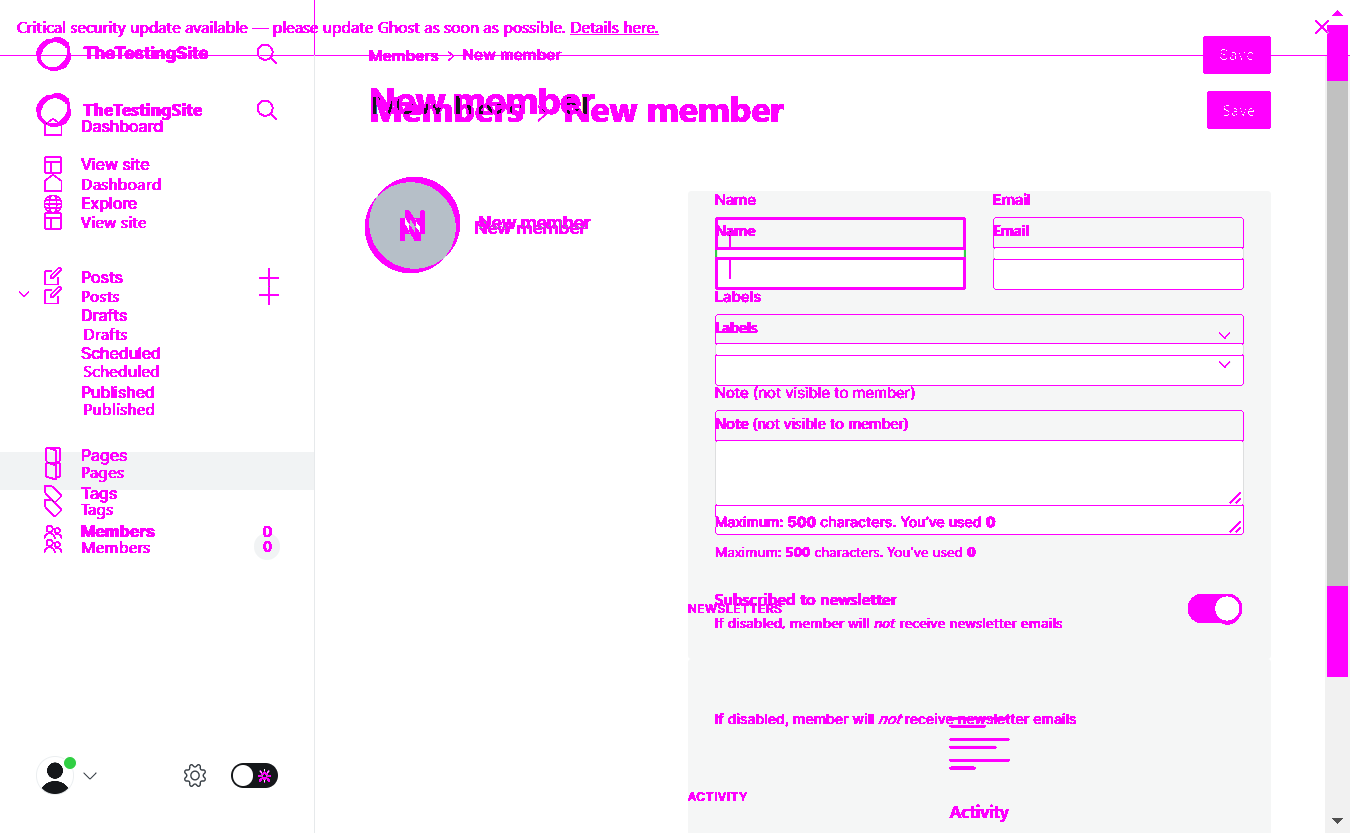 Critical security update available — please update Ghost as soon as possible. Details here.
TheTestingSite
Members > New member
Save
TheTestingSite
New member
Members > New member
Save
Dashboard
View site
Dashboard
Explore
View site
Name
Email
New member
New member
N
N
Name
Email
Posts
Posts
Labels
Drafts
Drafts
Labels
Scheduled
Scheduled
Published
Published
Note (not visible to member)
Note (not visible to member)
Pages
Pages
Tags
Tags
Members 0
Members 0
Maximum: 500 characters. You've used 0
Maximum: 500 characters. You've used 0
Subscribed to newsletter
NEWSLETTERS
If disabled, member will not receive newsletter emails
If disabled, member will not receive newsletter emails
ACTIVITY
Activity